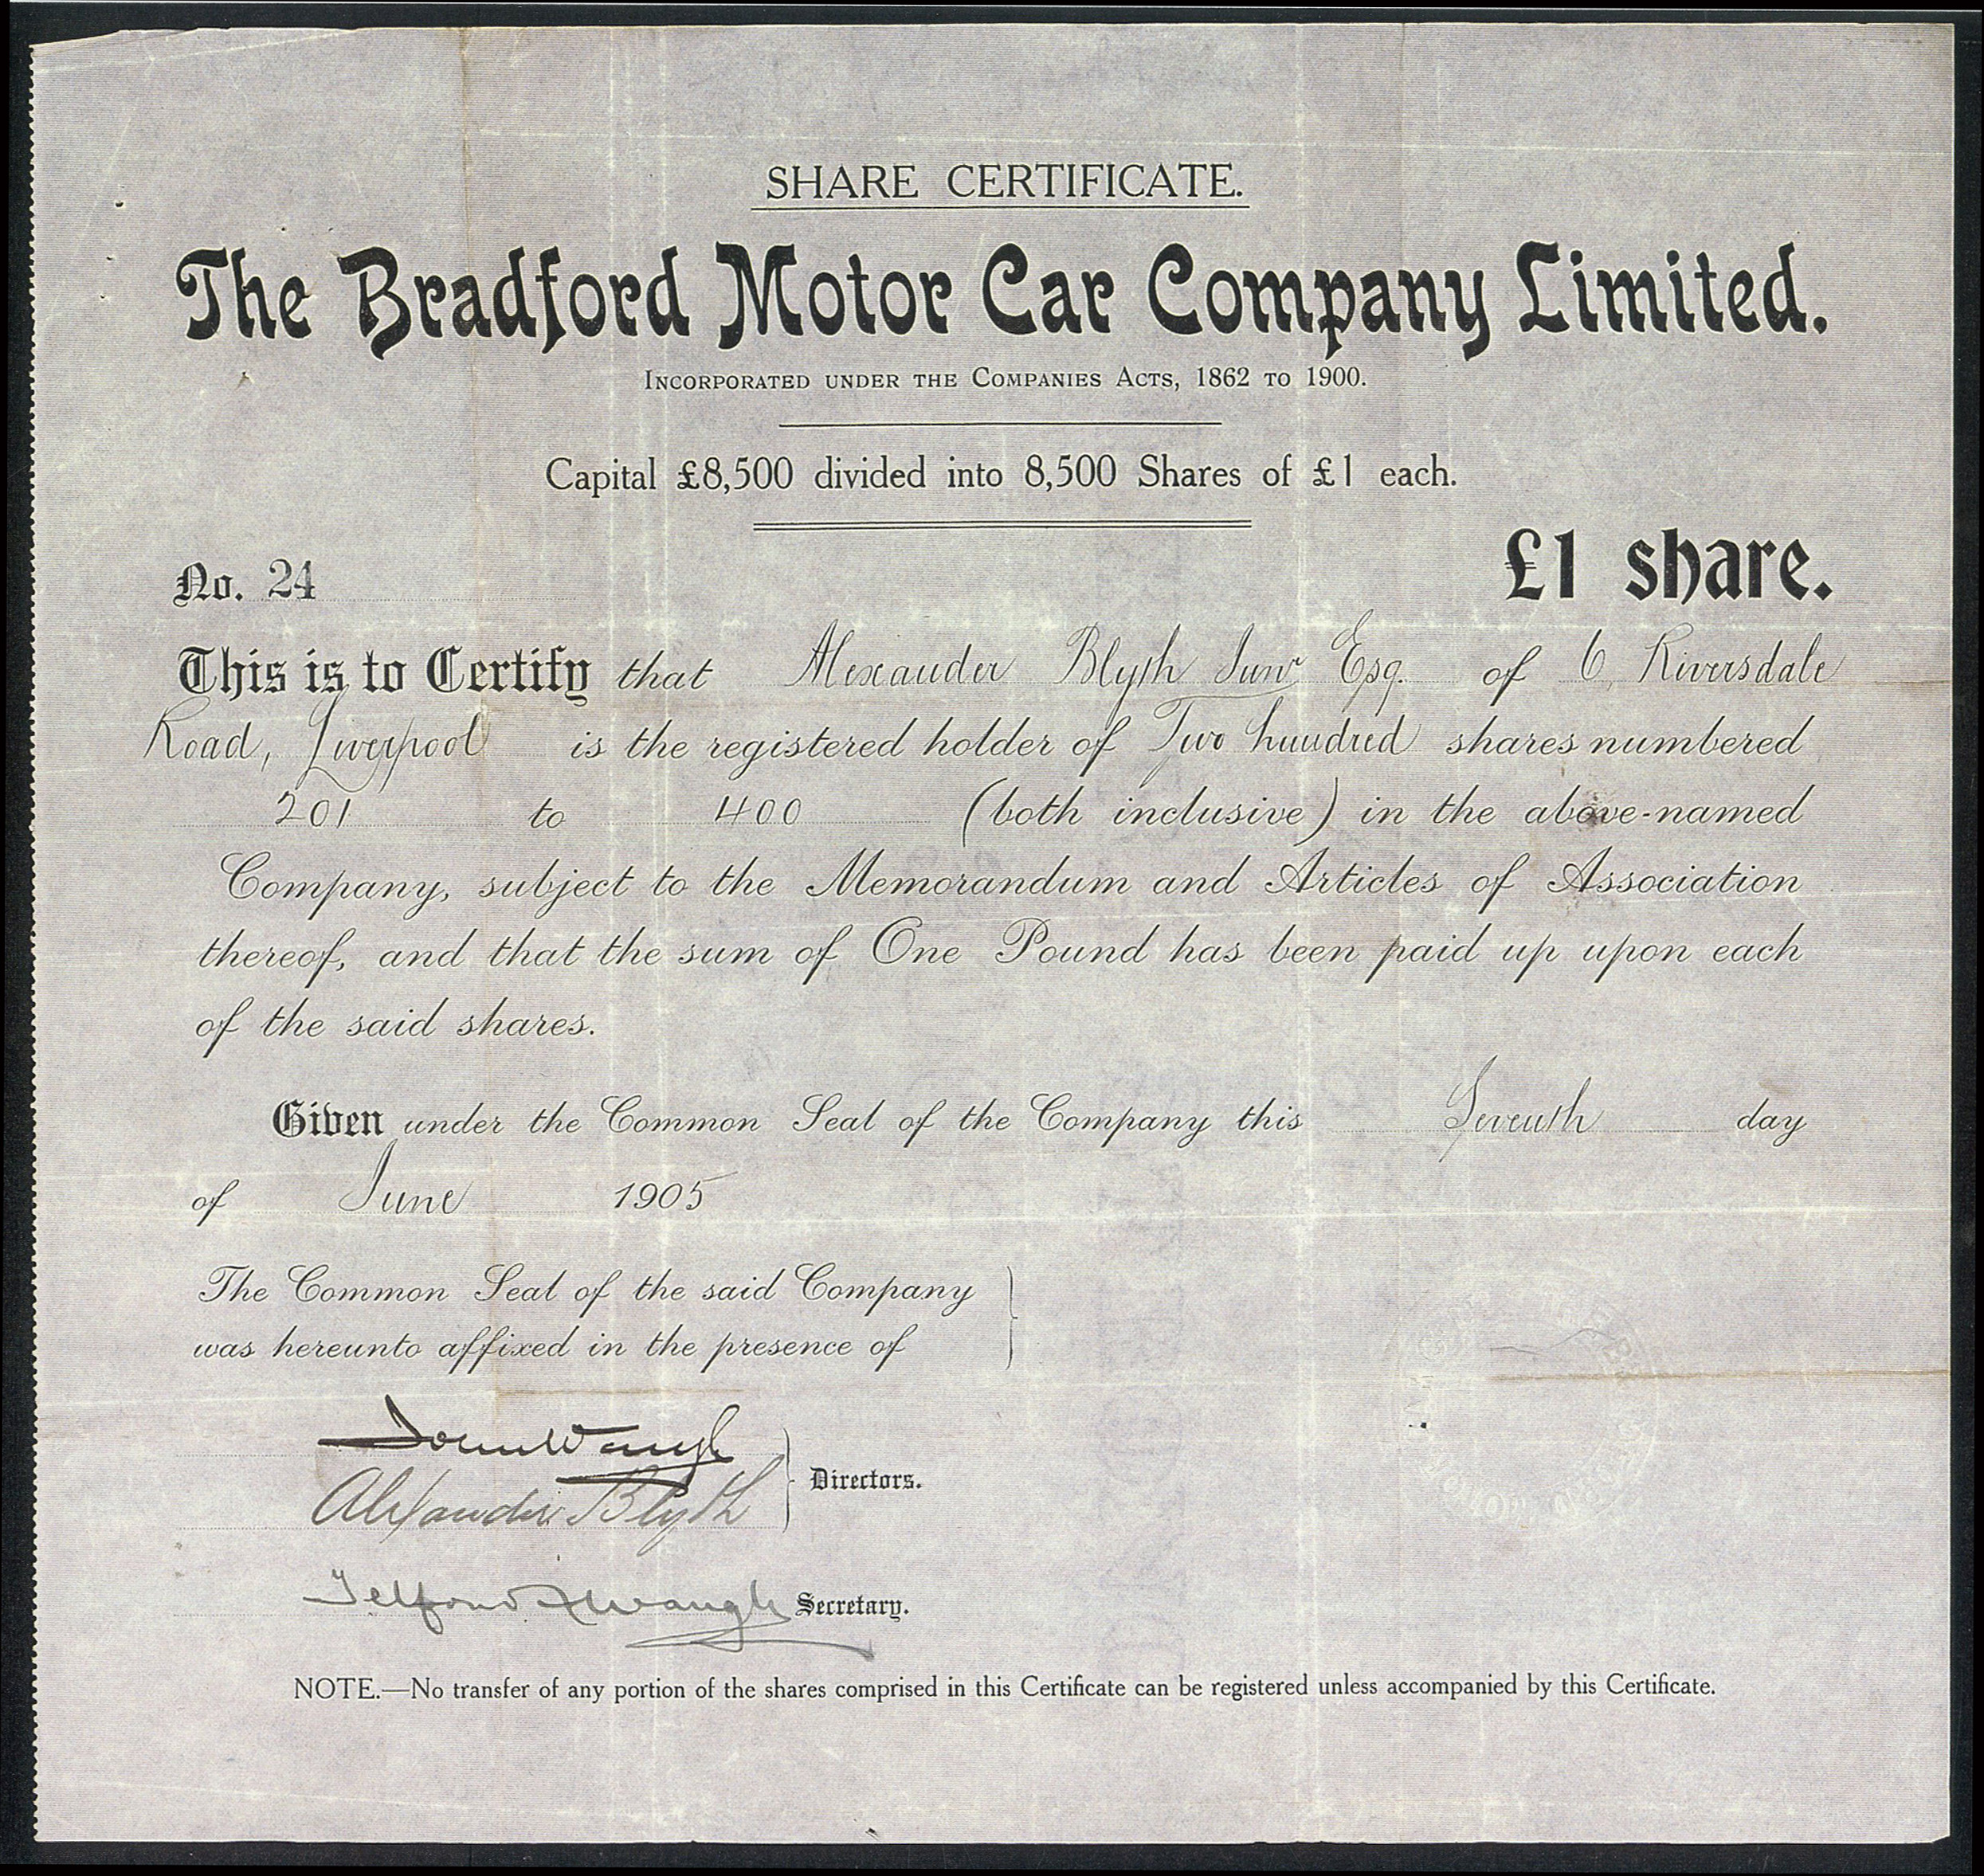 SHARE CERTIFICATE.
The Bradford Motor Car Company Limited.
INCORPORATED UNDER THE COMPANIES ACTS, 1862 TO 1900.
Capital £8,500 divided into 8,500 Shares of £1 each.
£1 share.
No. 24
This is to Certify that Alexander Blyth Junr Esq. of 6, Riversdale
Road, Liverpool is the registered holder of Two hundred shares numbered
201 to 400 (both inclusive) in the above-named
Company, subject to the Memorandum and Articles of Association
thereof, and that the sum of One Pound has been paid up upon each
of the said shares.
Given under the Common Seal of the Company this Seventh day
of June 1905
The Common Seal of the said Company
was hereunto affixed in the presence of
John Waugh
Alexander Blyth
Directors.
Telford Waugh Secretary.
NOTE.—No transfer of any portion of the shares comprised in this Certificate can be registered unless accompanied by this Certificate.